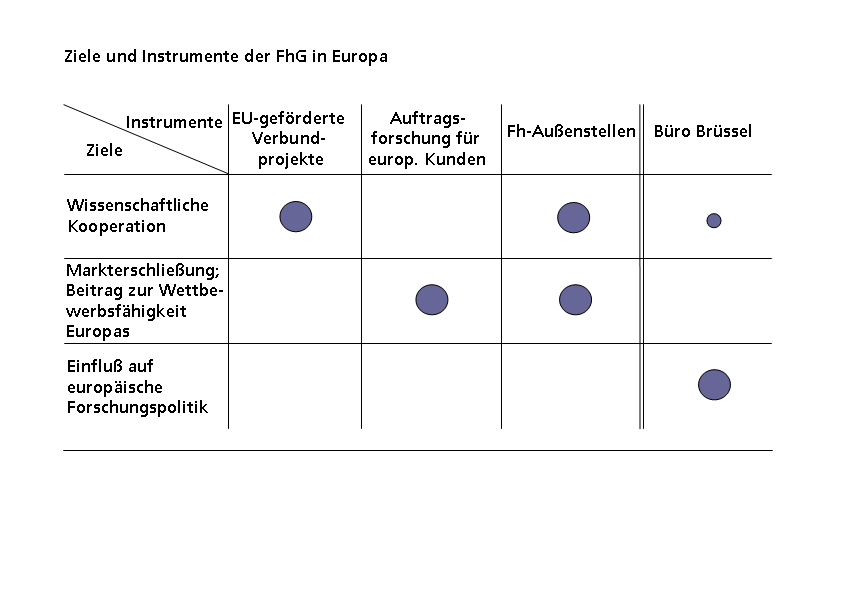 Ziele und Instrumente der FhG in Europa
Instrumente
Ziele
EU-geförderte
Verbund-
projekte
Auftrags-
forschung für
europ. Kunden
Fh-Außenstellen
Büro Brüssel
Wissenschaftliche
Kooperation
Markterschließung;
Beitrag zur Wettbe-
werbsfähigkeit
Europas
Einfluß auf
europäische
Forschungspolitik